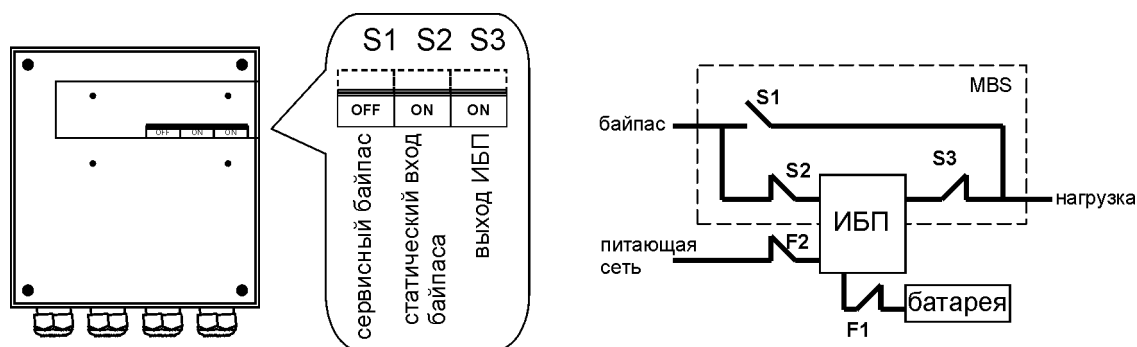 S1 S2 S3
OFF ON ON
OFF ON ON
сервисный байпас
статический вход
байпаса
выход ИБП
MBS
S1
байпас
S2
S3
ИБП
нагрузка
питающая
сеть
F2
F1
батарея